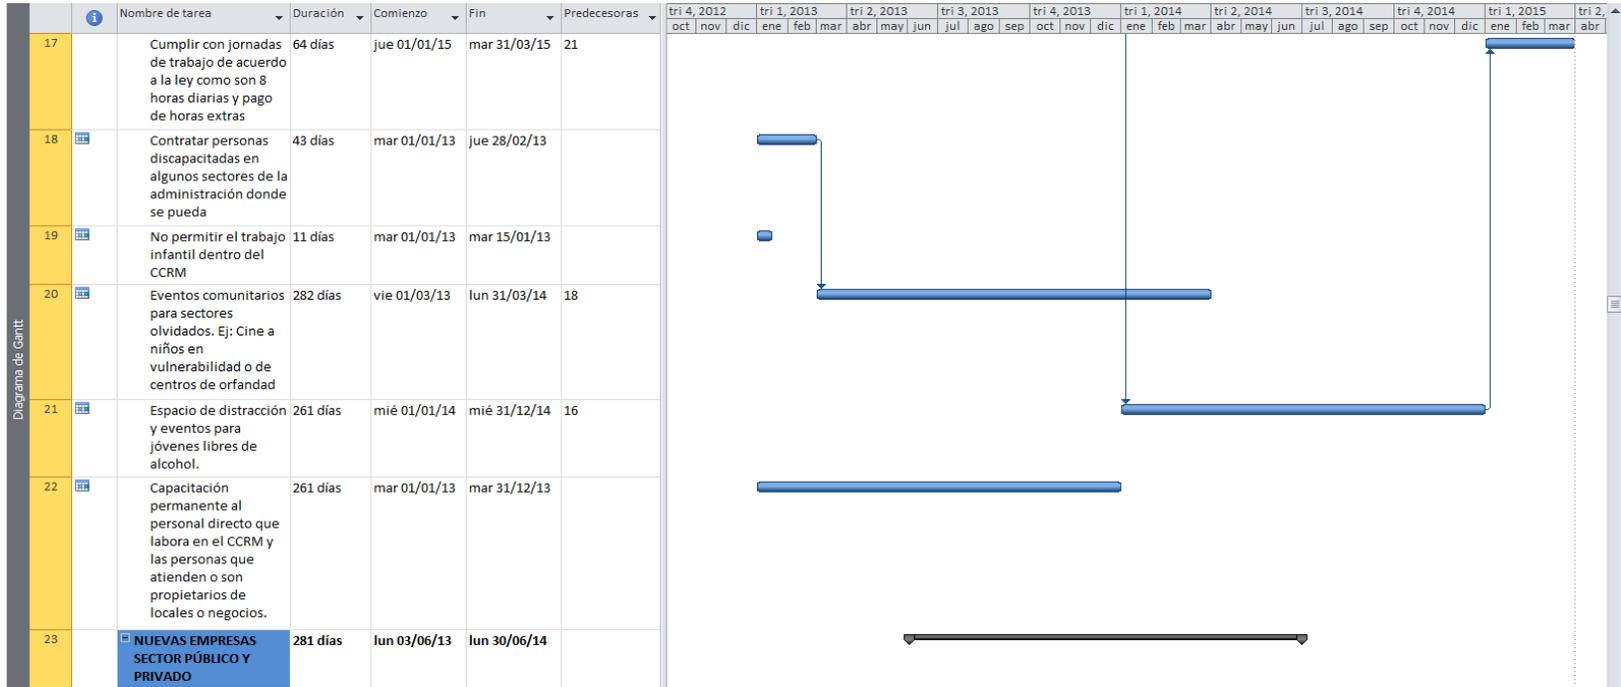 Nombre de tarea Duración Comienzo Fin Predecesoras
tri 4, 2012 tri 1, 2013 tri 2, 2013 tri 3, 2013 tri 4, 2013 tri 1, 2014 tri 2, 2014 tri 3, 2014 tri 4, 2014 tri 1, 2015 tri 2,
oct nov dic ene feb mar abr may jun jul ago sep oct nov dic ene feb mar abr may jun jul ago sep oct nov dic ene feb mar abr
Diagrama de Gantt
17 Cumplir con jornadas 64 días jue 01/01/15 mar 31/03/15 21
de trabajo de acuerdo
a la ley como son 8
horas diarias y pago
de horas extras
18 Contratar personas 43 días mar 01/01/13 jue 28/02/13
discapacitadas en
algunos sectores de la
administración donde
se pueda
19 No permitir el trabajo 11 días mar 01/01/13 mar 15/01/13
infantil dentro del
CCRM
20 Eventos comunitarios 282 días vie 01/03/13 lun 31/03/14 18
para sectores
olvidados. Ej: Cine a
niños en
vulnerabilidad o de
centros de orfandad
21 Espacio de distracción 261 días mié 01/01/14 mié 31/12/14 16
y eventos para
jóvenes libres de
alcohol.
22 Capacitación 261 días mar 01/01/13 mar 31/12/13
permanente al
personal directo que
labora en el CCRM y
las personas que
atienden o son
propietarios de
locales o negocios.
23 NUEVAS EMPRESAS 281 días lun 03/06/13 lun 30/06/14
SECTOR PÚBLICO Y
PRIVADO